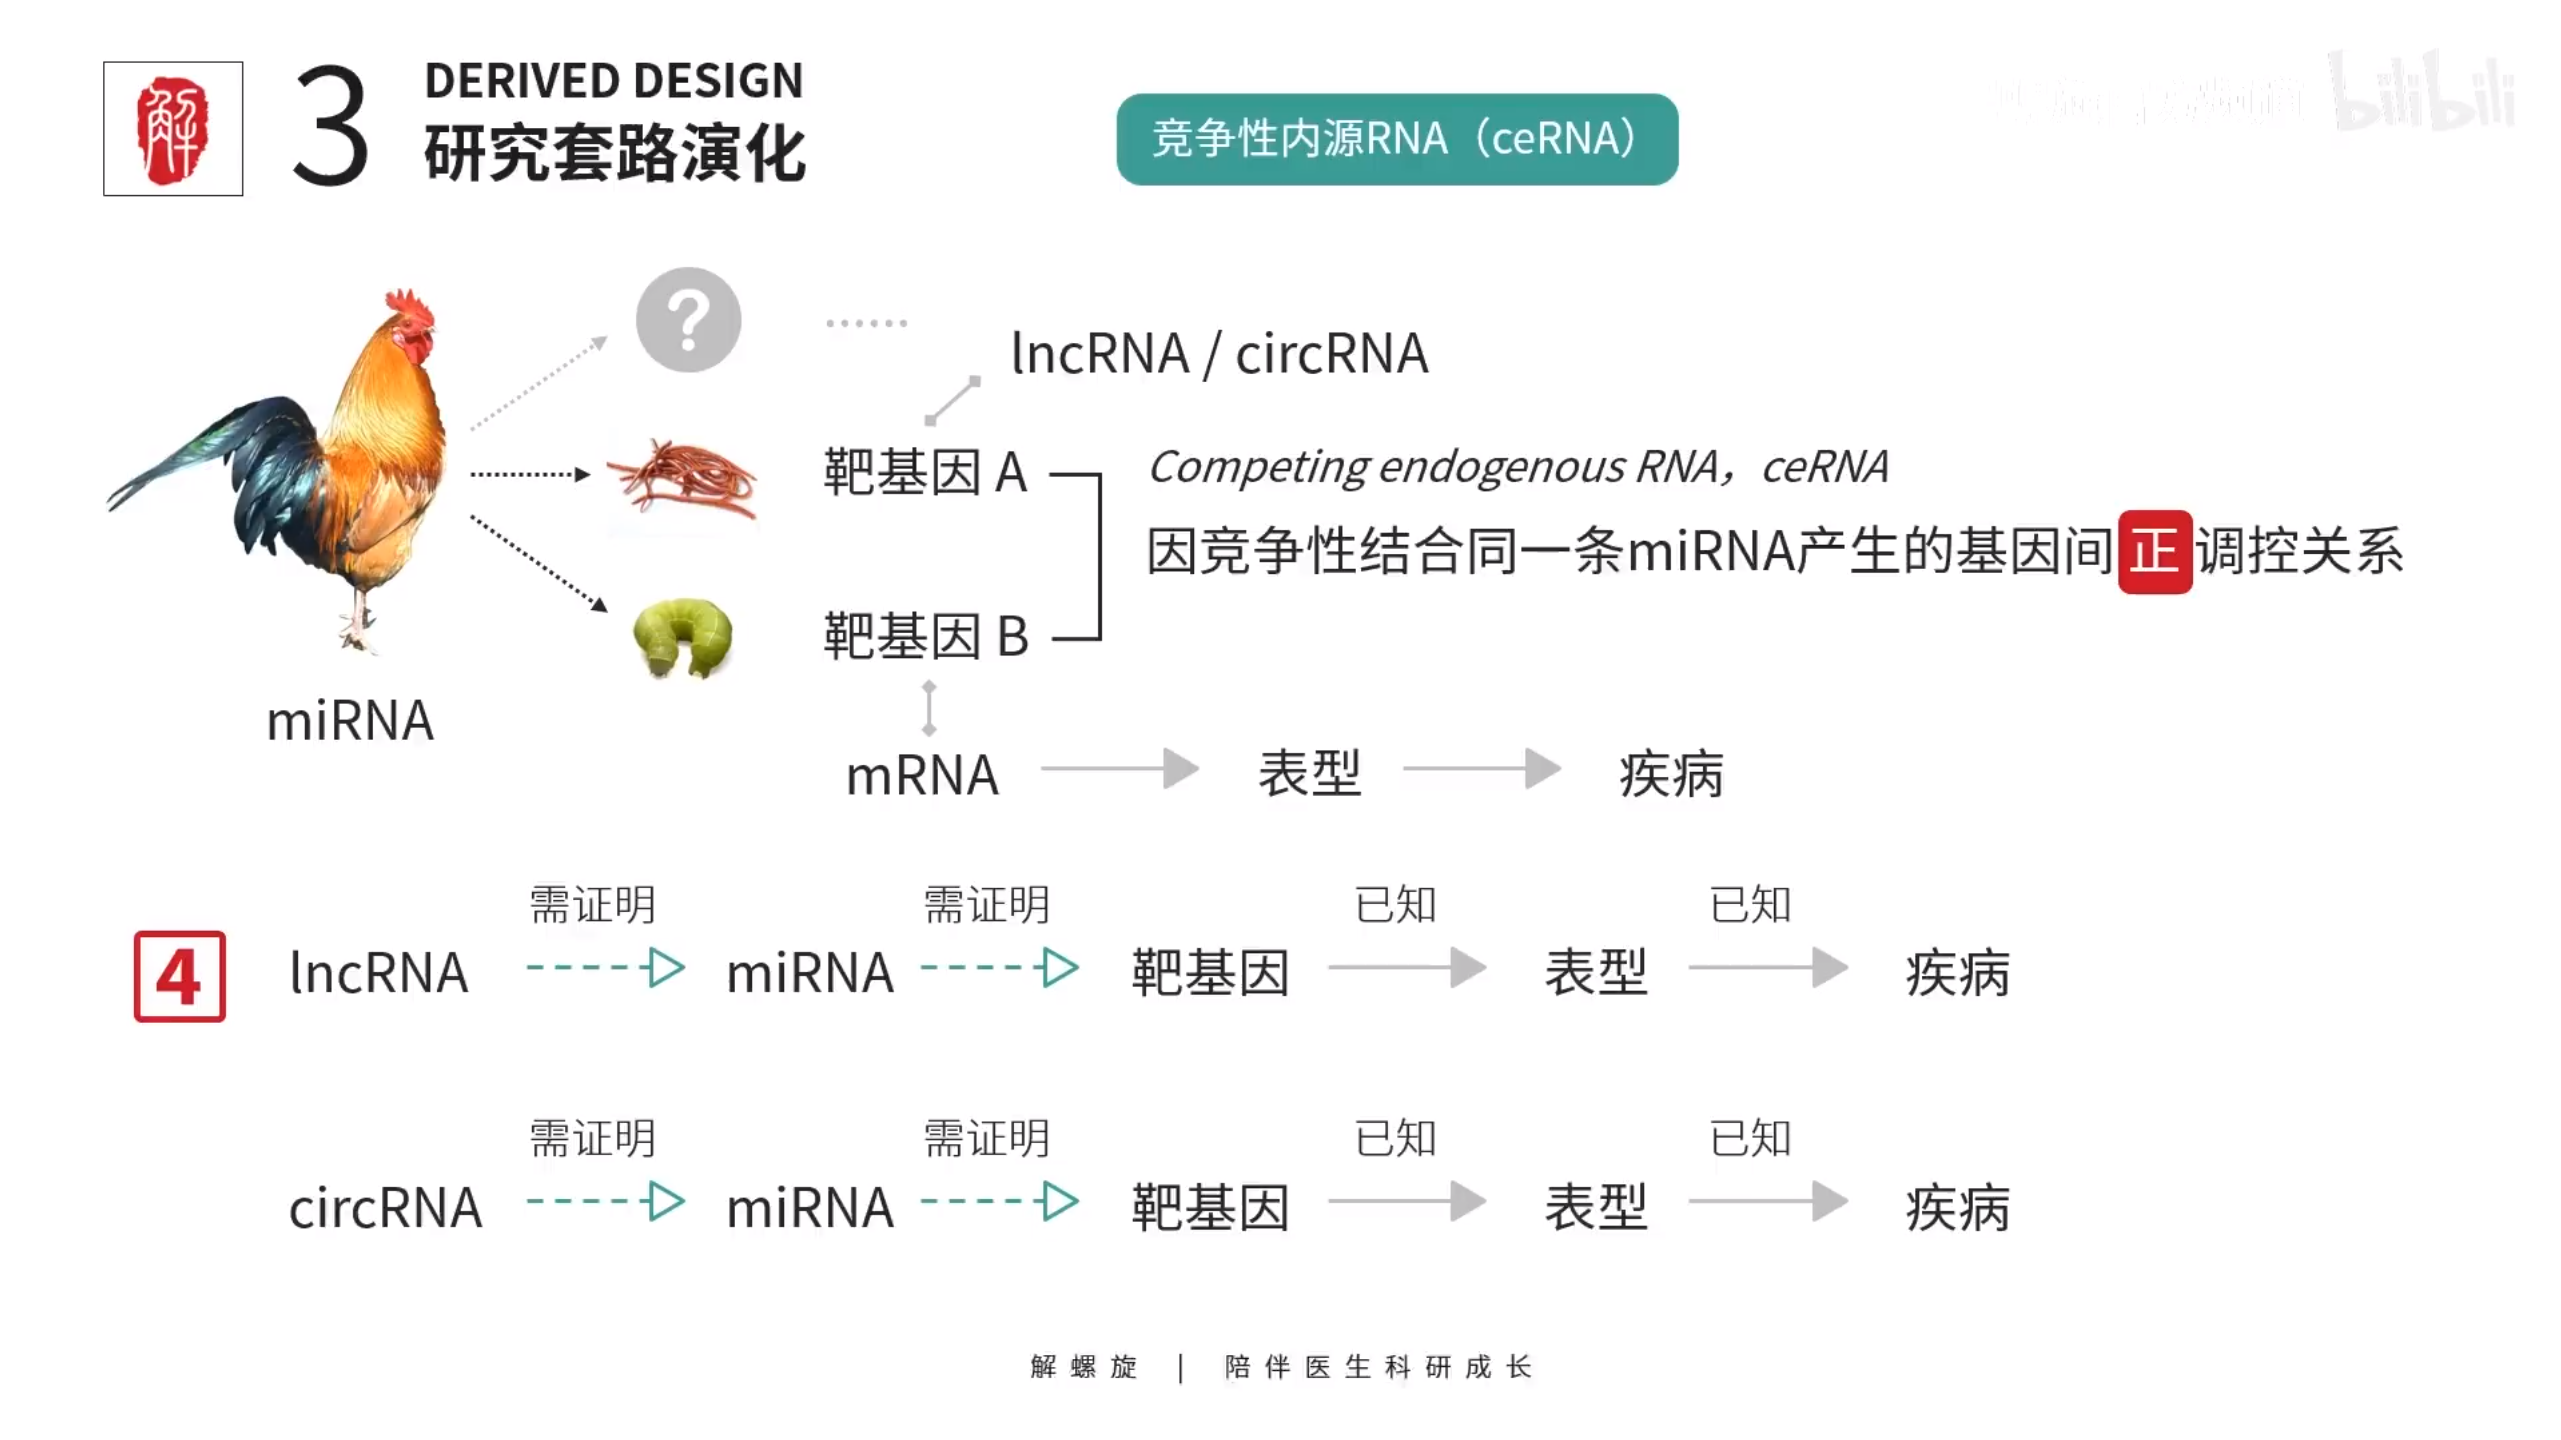 解
3
DERIVED DESIGN
研究套路演化
竞争性内源RNA（ceRNA）
bilibili
?
lncRNA / circRNA
靶基因 A
Competing endogenous RNA，ceRNA
因竞争性结合同一条miRNA产生的基因间正调控关系
靶基因 B
miRNA
mRNA 表型 疾病
需证明 需证明 已知 已知
4 lncRNA miRNA 靶基因 表型 疾病
需证明 需证明 已知 已知
circRNA miRNA 靶基因 表型 疾病
解螺旋 | 陪伴医生科研成长